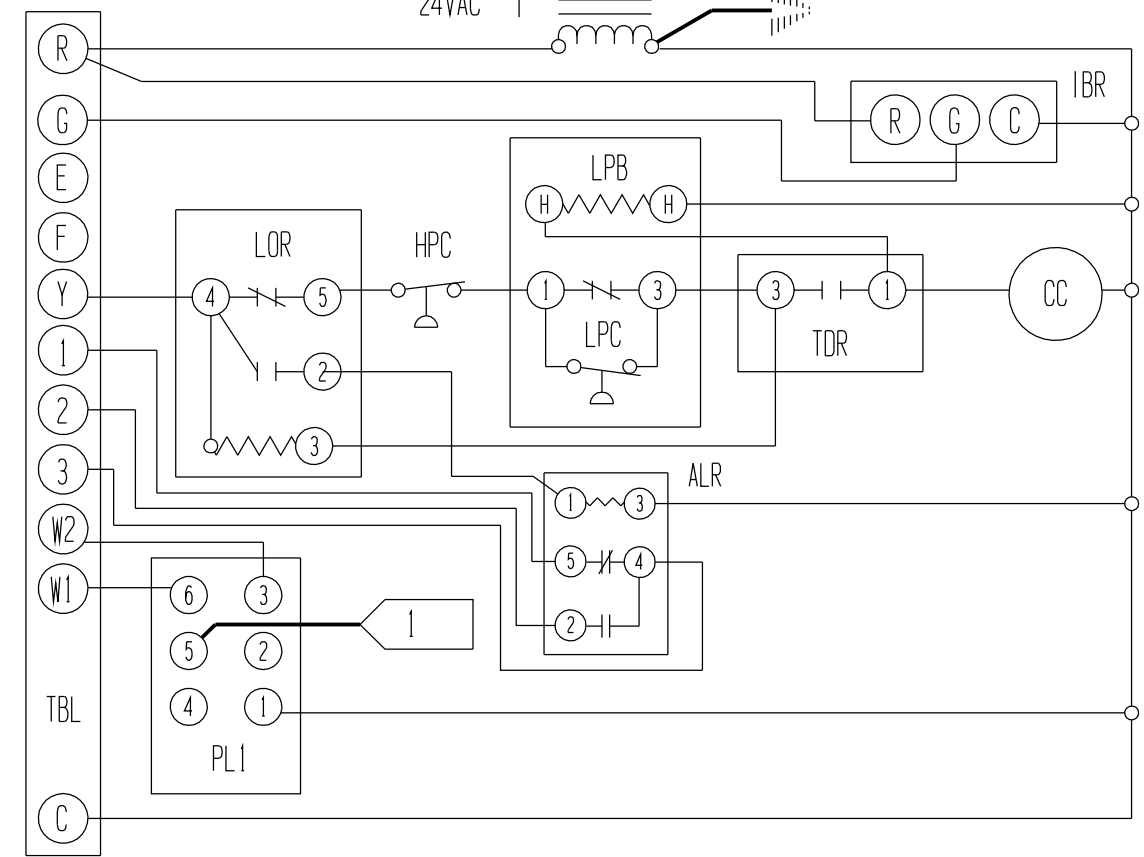 24VAC
R
IBR
R G C
G
LPB
E
H H
F
LOR HPC
Y 4 5 1 3 3 1 CC
LPC TDR
1
2
2
3
3
ALR
1 3
W2
5 4
W1 6 3
1
2
5 2
TBL 4 1
PL1
C